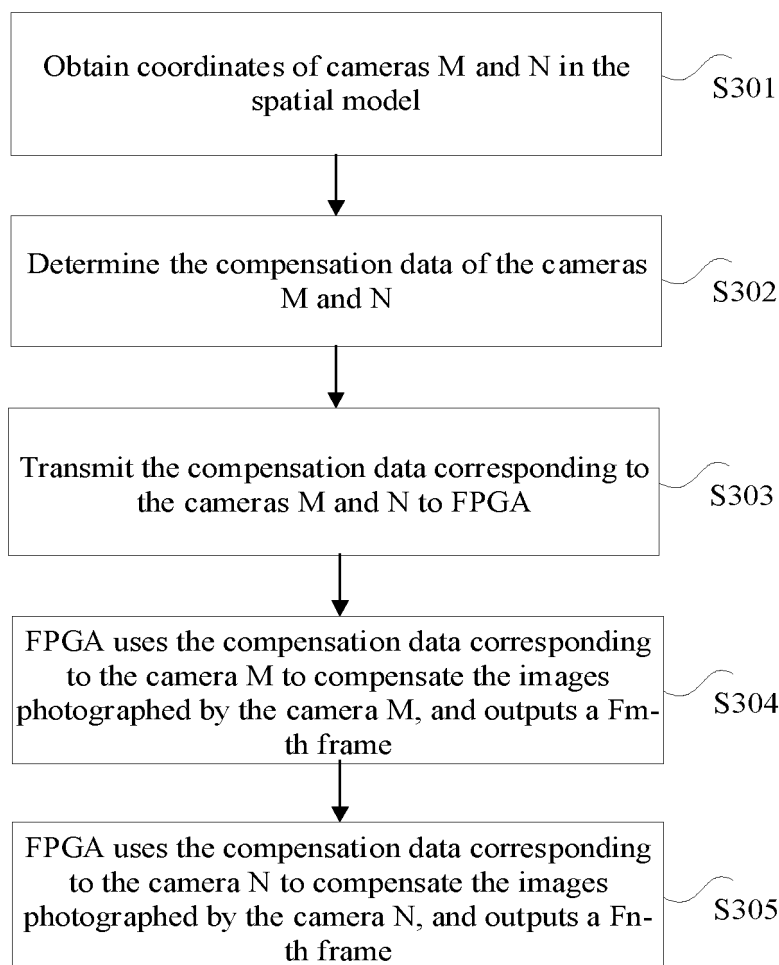 Obtain coordinates of cameras M and N in the
spatial model
S301
Determine the compensation data of the cameras
M and N
S302
Transmit the compensation data corresponding to
the cameras M and N to FPGA
S303
FPGA uses the compensation data corresponding
to the camera M to compensate the images
photographed by the camera M, and outputs a Fm-
th frame
S304
FPGA uses the compensation data corresponding
to the camera N to compensate the images
photographed by the camera N, and outputs a Fn-
th frame
S305